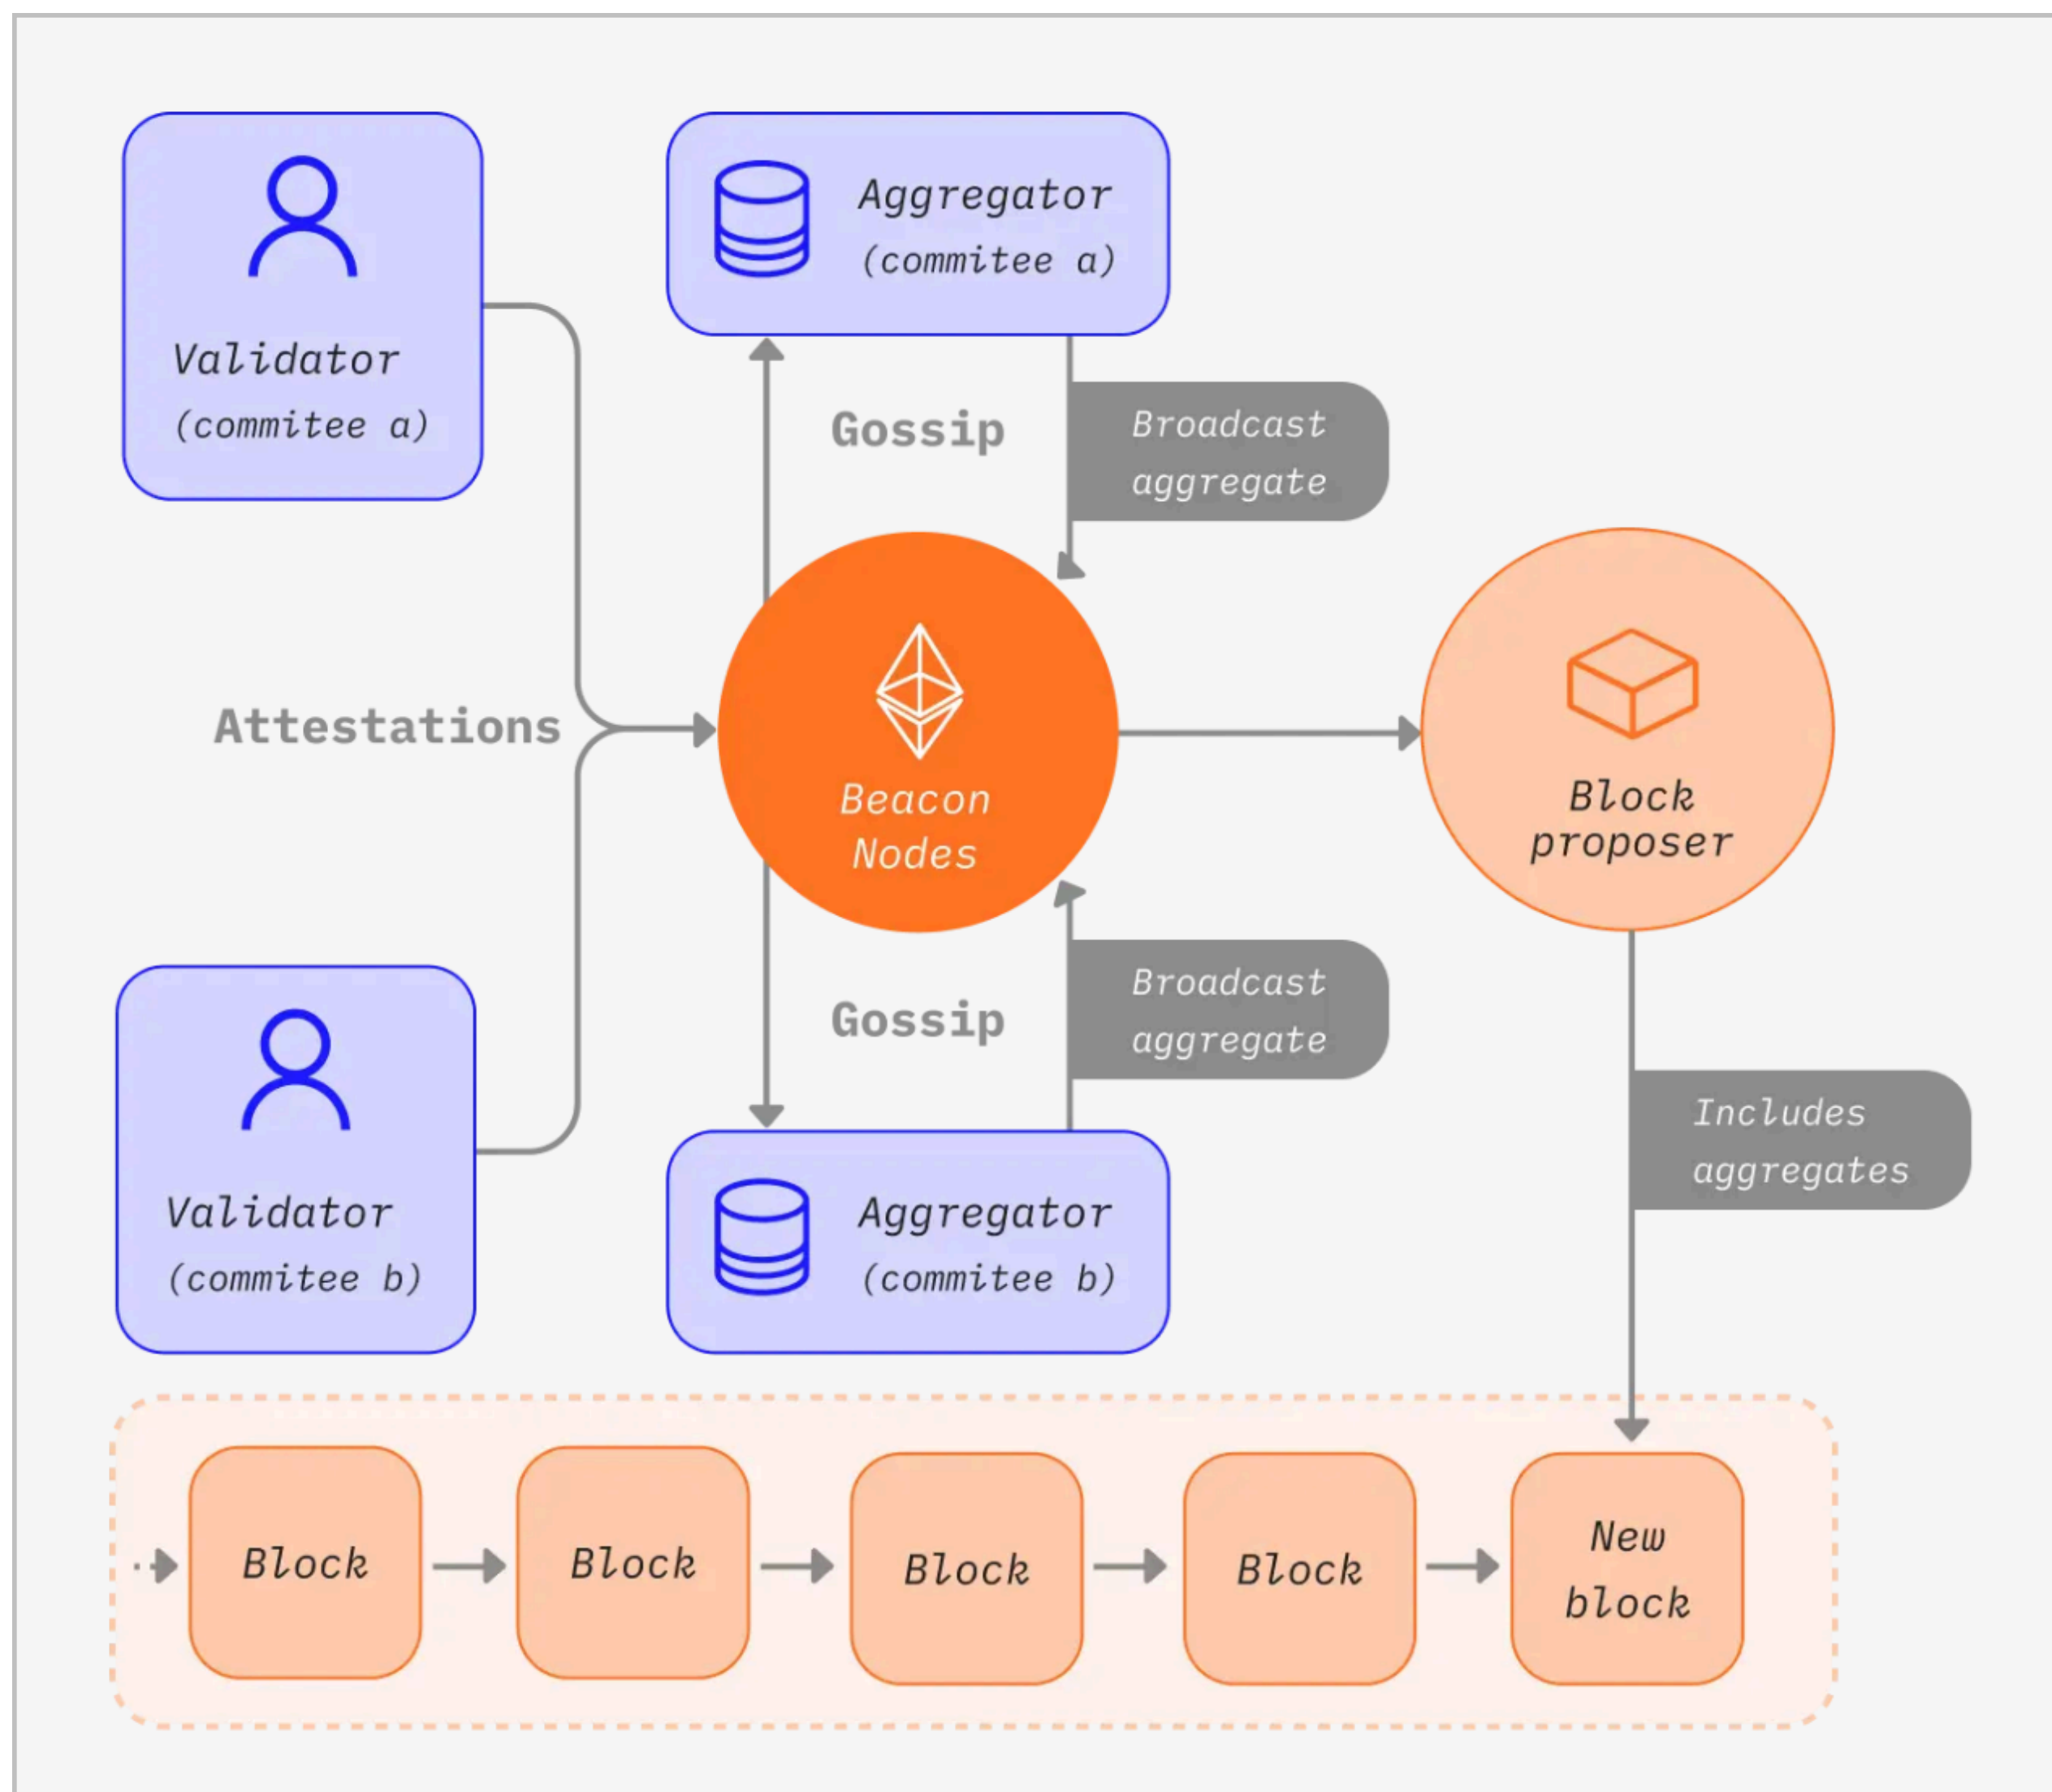 Validator
(commitee a)
Aggregator
(commitee a)
Gossip
Broadcast
aggregate
Attestations
Beacon
Nodes
Block
proposer
Gossip
Broadcast
aggregate
Validator
(commitee b)
Aggregator
(commitee b)
Includes
aggregates
Block
Block
Block
Block
New
block